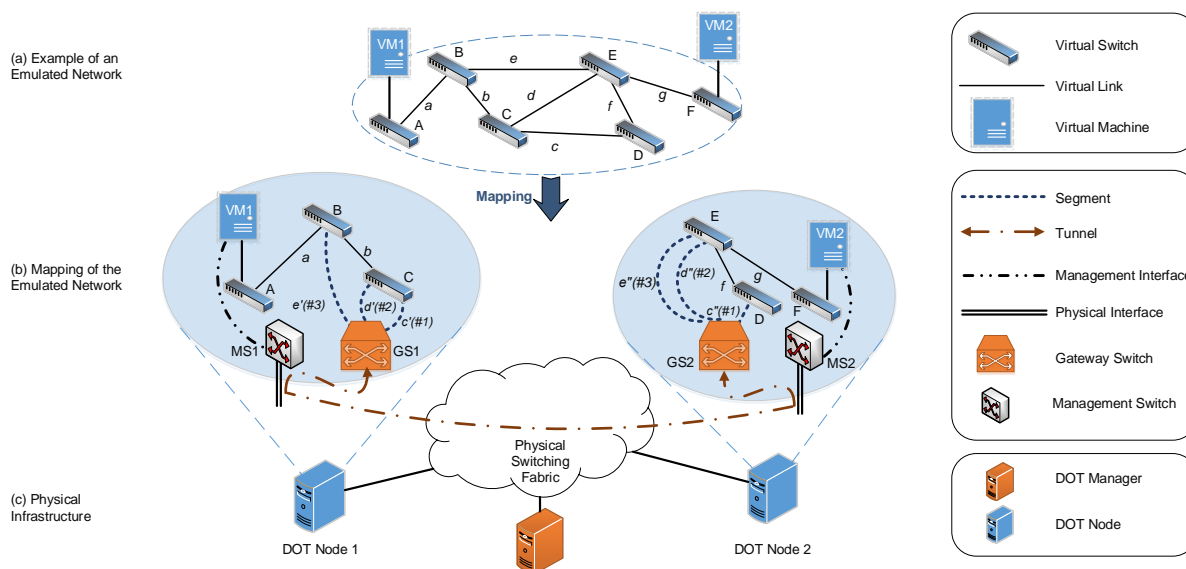 (a) Example of an
Emulated Network
VM1
VM2
B
e
E
a
b
d
g
A
C
f
F
c
D
Mapping
Virtual Switch
Virtual Link
Virtual Machine
(b) Mapping of the
Emulated Network
VM1
B
a
b
A
C
e'(#3)
d'(#2)
c'(#1)
MS1
GS1
E
VM2
e"(#3)
d"(#2)
g
f
c"(#1)
D
F
GS2
MS2
Segment
Tunnel
Management Interface
Physical Interface
Gateway Switch
Management Switch
(c) Physical
Infrastructure
Physical
Switching
Fabric
DOT Node 1
DOT Node 2
DOT Manager
DOT Node